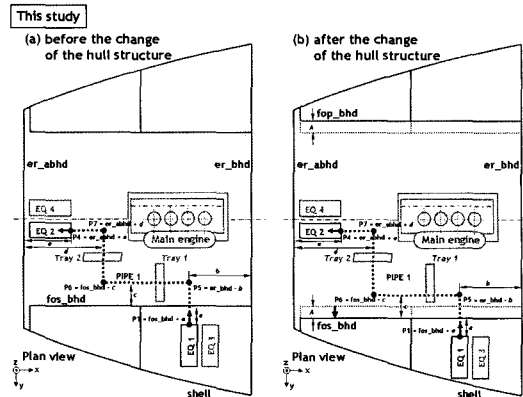 This study
(a) before the change
of the hull structure
er_abhd
er_bhd
EQ 4
EQ 2
P7 = er_abhd + d
P4 = er_abhd + e
Main engine
Tray 2
Tray 1
PIPE 1
b
d
P6 = fos_bhd - c
c
P5 = er_bhd - b
fos_bhd
EQ 1
EQ 3
Plan view
z
x
y
shell
(b) after the change
of the hull structure
fop_bhd
A
er_abhd
er_bhd
EQ 4
EQ 2
P7 = er_abhd + d
P4 = er_abhd + e
Main engine
Tray 2
Tray 1
PIPE 1
b
A
P6 = fos_bhd - c
c
P5 = er_bhd - b
fos_bhd
EQ 1
EQ 3
Plan view
z
x
y
shell